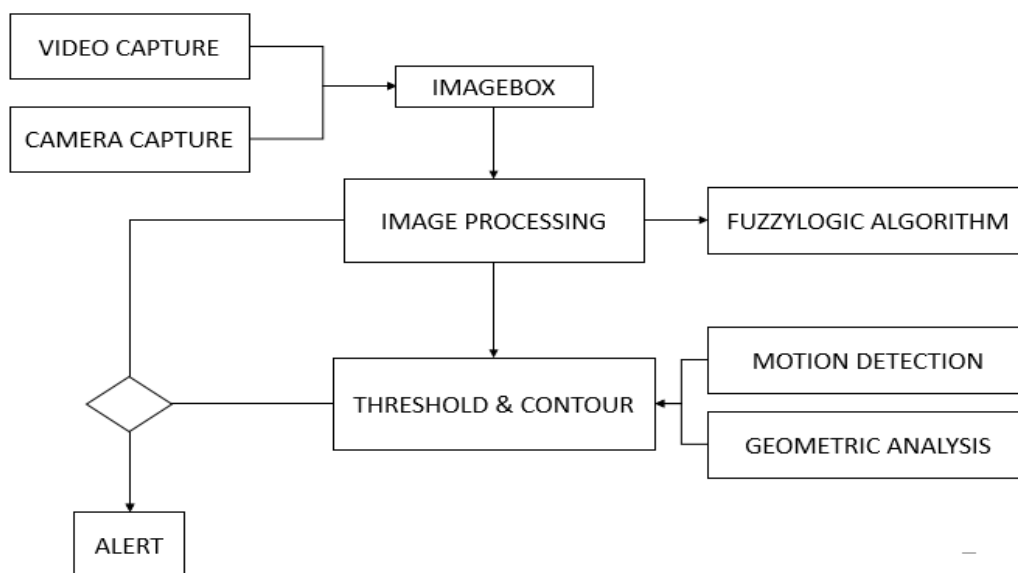 VIDEO CAPTURE
IMAGEBOX
CAMERA CAPTURE
IMAGE PROCESSING
FUZZYLOGIC ALGORITHM
MOTION DETECTION
THRESHOLD & CONTOUR
GEOMETRIC ANALYSIS
ALERT